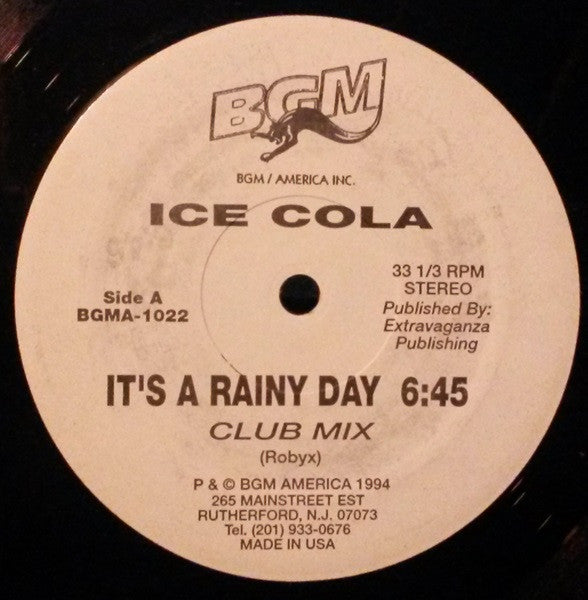 BGM
BGM / AMERICA INC.
ICE COLA
Side A
BGMA-1022
33 1/3 RPM
STEREO
Published By:
Extravaganza
Publishing
IT'S A RAINY DAY 6:45
CLUB MIX
(Robyx)
P & © BGM AMERICA 1994
265 MAINSTREET EST
RUTHERFORD, N.J. 07073
Tel. (201) 933-0676
MADE IN USA